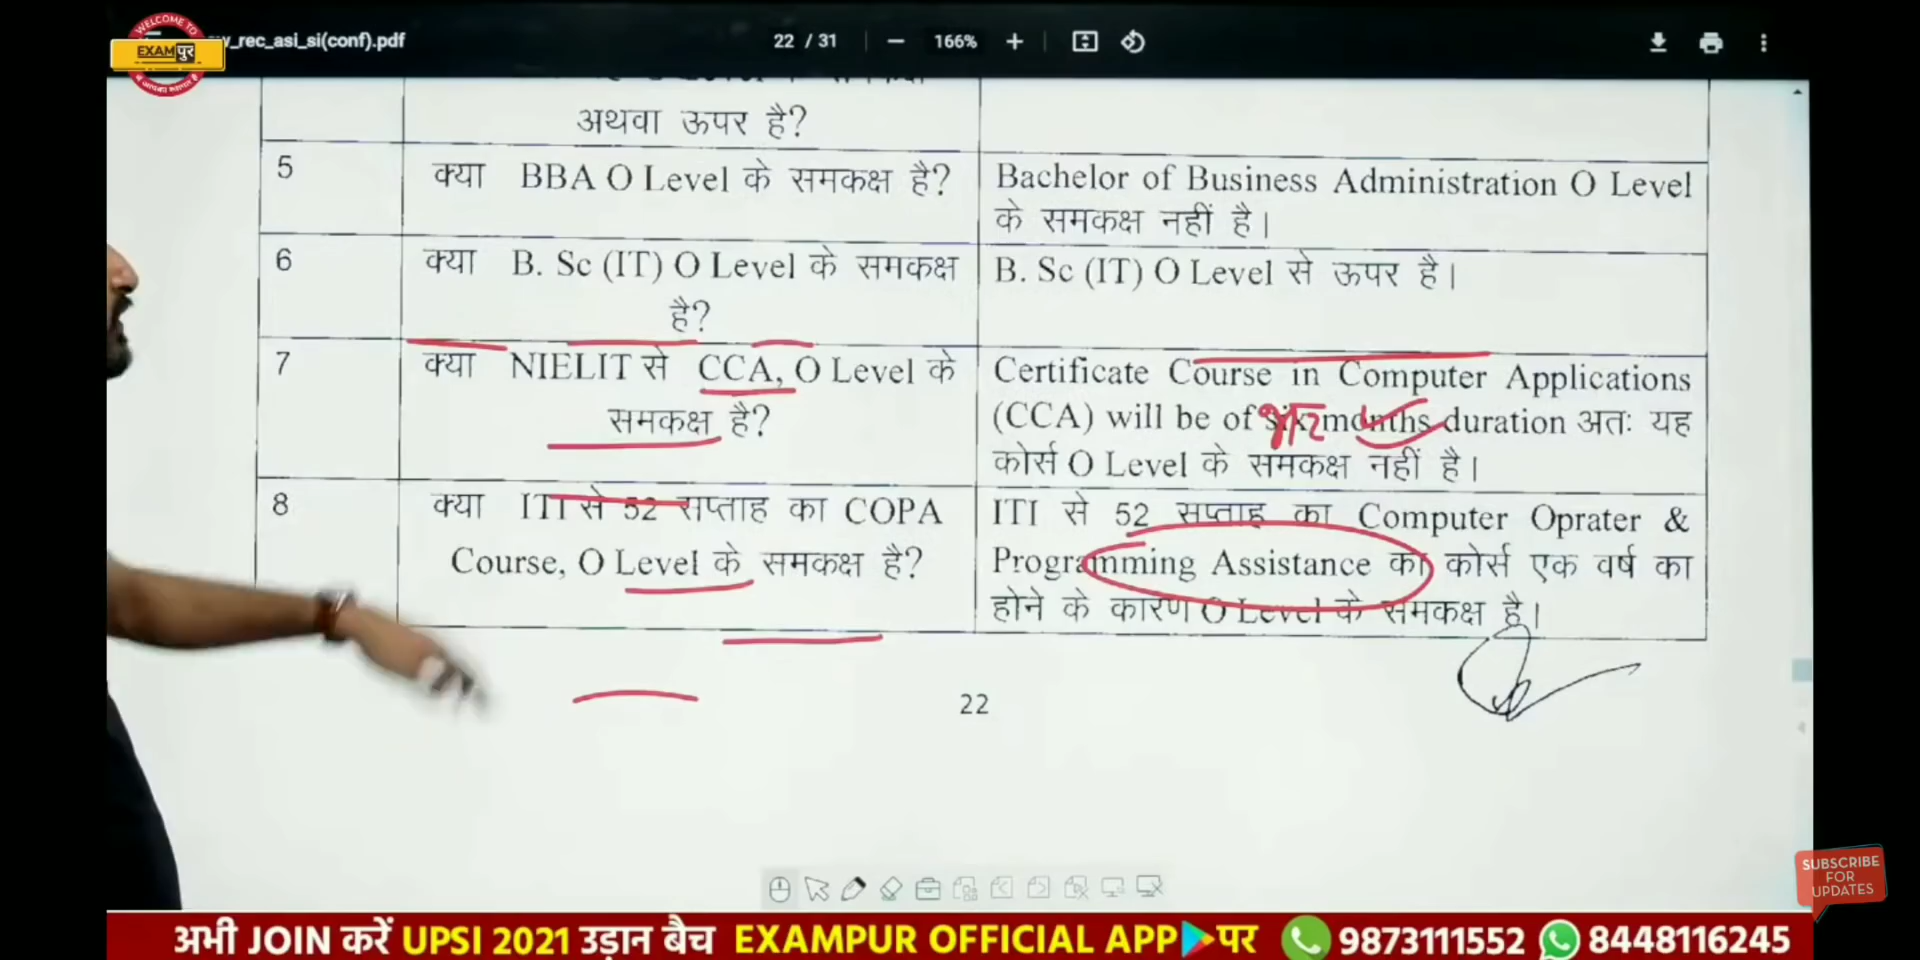 WELCOME TO
EXAMपुर
w_rec_asi_si(conf).pdf
22 / 31
166%
अथवा ऊपर है?
5
क्या BBA O Level के समकक्ष है?
Bachelor of Business Administration O Level
के समकक्ष नहीं है।
6
क्या B. Sc (IT) O Level के समकक्ष
है?
B. Sc (IT) O Level से ऊपर है।
7
क्या NIELIT से CCA, O Level के
समकक्ष है?
Certificate Course in Computer Applications
(CCA) will be of six months duration अतः यह
कोर्स O Level के समकक्ष नहीं है।
8
क्या ITI से 52 सप्ताह का COPA
Course, O Level के समकक्ष है?
ITI से 52 सप्ताह का Computer Oprater &
Programming Assistance का कोर्स एक वर्ष का
होने के कारण O Level के समकक्ष है।
22
SUBSCRIBE
FOR
UPDATES
अभी JOIN करें UPSI 2021 उड़ान बैच EXAMPUR OFFICIAL APP पर 9873111552 8448116245